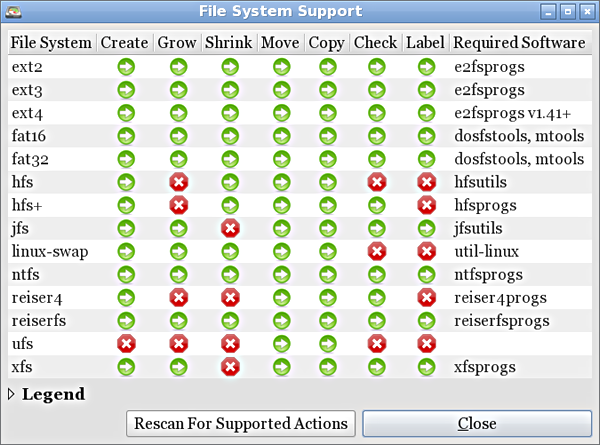 File System Support
File System Create Grow Shrink Move Copy Check Label Required Software
ext2 e2fsprogs
ext3 e2fsprogs
ext4 e2fsprogs v1.41+
fat16 dosfstools, mtools
fat32 dosfstools, mtools
hfs hfsutils
hfs+ hfsprogs
jfs jfsutils
linux-swap util-linux
ntfs ntfsprogs
reiser4 reiser4progs
reiserfs reiserfsprogs
ufs
xfs xfsprogs
Legend
Rescan For Supported Actions Close